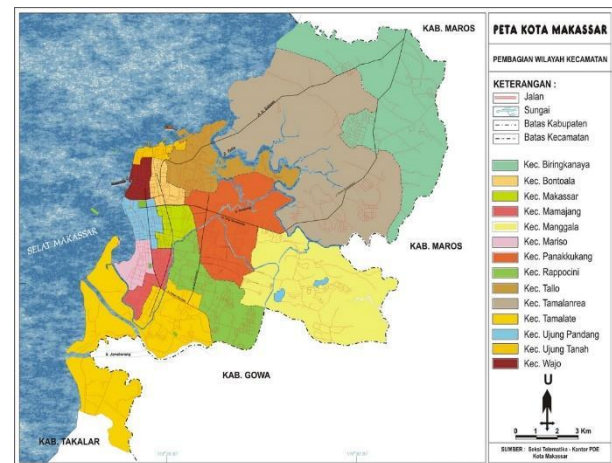 PETA KOTA MAKASSAR
PEMBAGIAN WILAYAH KECAMATAN
KETERANGAN :
Jalan
Sungai
Batas Kabupaten
Batas Kecamatan
Kec. Biringkanaya
Kec. Bontoala
Kec. Makassar
Kec. Mamajang
Kec. Manggala
Kec. Mariso
Kec. Panakkukang
Kec. Rappocini
Kec. Tallo
Kec. Tamalanrea
Kec. Tamalate
Kec. Ujung Pandang
Kec. Ujung Tanah
Kec. Wajo
U
0 1 2 3 Km
SUMBER : Seksi Telematika - Kantor PDE
Kota Makassar
KAB. MAROS
KAB. MAROS
SELAT MAKASSAR
KAB. GOWA
KAB. TAKALAR